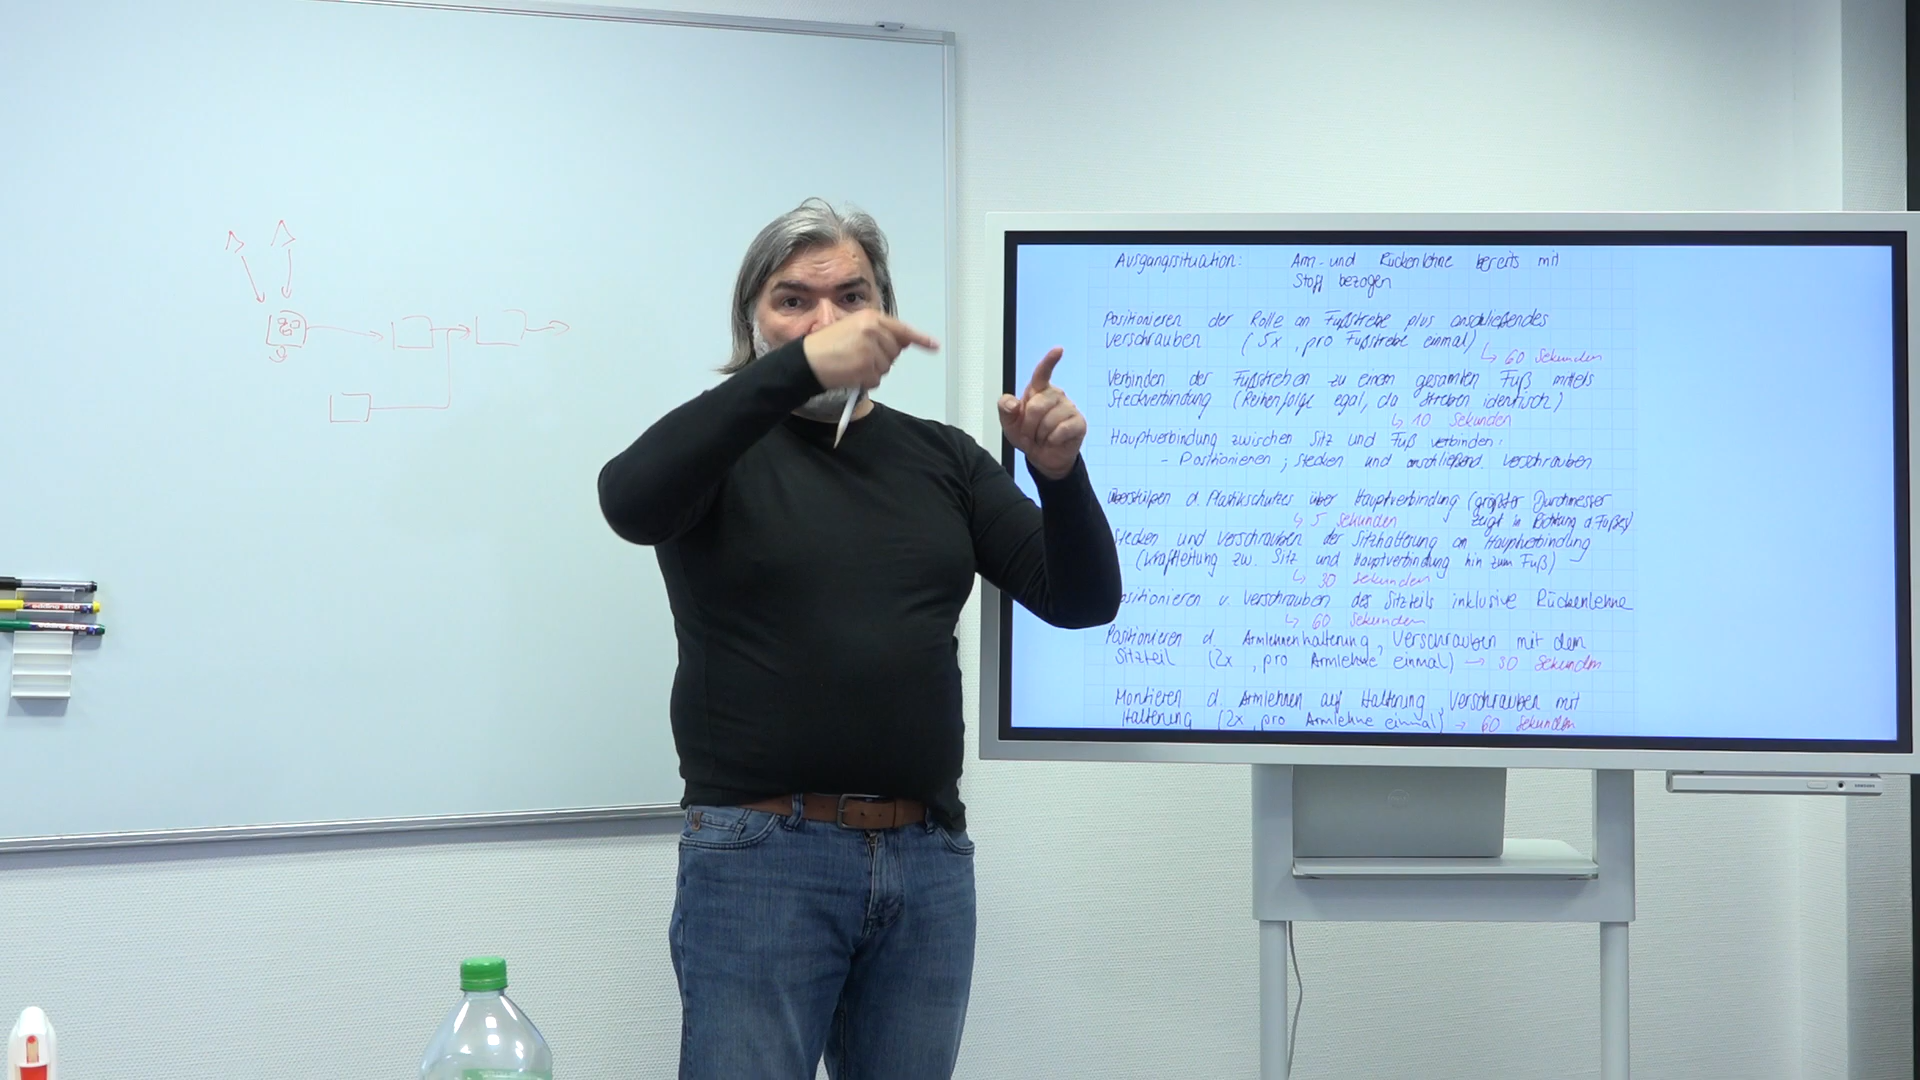 Ausgangssituation: Arm- und Rückenlehne bereits mit
Stoff bezogen
Positionieren der Rolle an Fußstrebe plus anschließendes
Verschrauben (5x, pro Fußstrebe einmal)
↳ 60 Sekunden
Verbinden der Fußstreben zu einem gesamten Fuß mittels
Steckverbindung (Reihenfolge egal, da Streben identisch)
↳ 10 Sekunden
Hauptverbindung zwischen Sitz und Fuß verbinden:
- Positionieren, stecken und anschließend verschrauben
Überstülpen d. Plastikschutzes über Hauptverbindung (größter Durchmesser
zeigt in Richtung d. Fußes)
↳ 5 Sekunden
Stecken und Verschrauben der Sitzhalterung an Hauptverbindung
(Kraftleitung zw. Sitz und Hauptverbindung hin zum Fuß)
↳ 30 Sekunden
Positionieren u. Verschrauben des Sitzteils inklusive Rückenlehne
↳ 60 Sekunden
Positionieren d. Armlehnenhalterung, Verschrauben mit dem
Sitzteil (2x, pro Armlehne einmal) → 30 Sekunden
Montieren d. Armlehnen auf Halterung, Verschrauben mit
Halterung (2x, pro Armlehne einmal) → 60 Sekunden
SAMSUNG